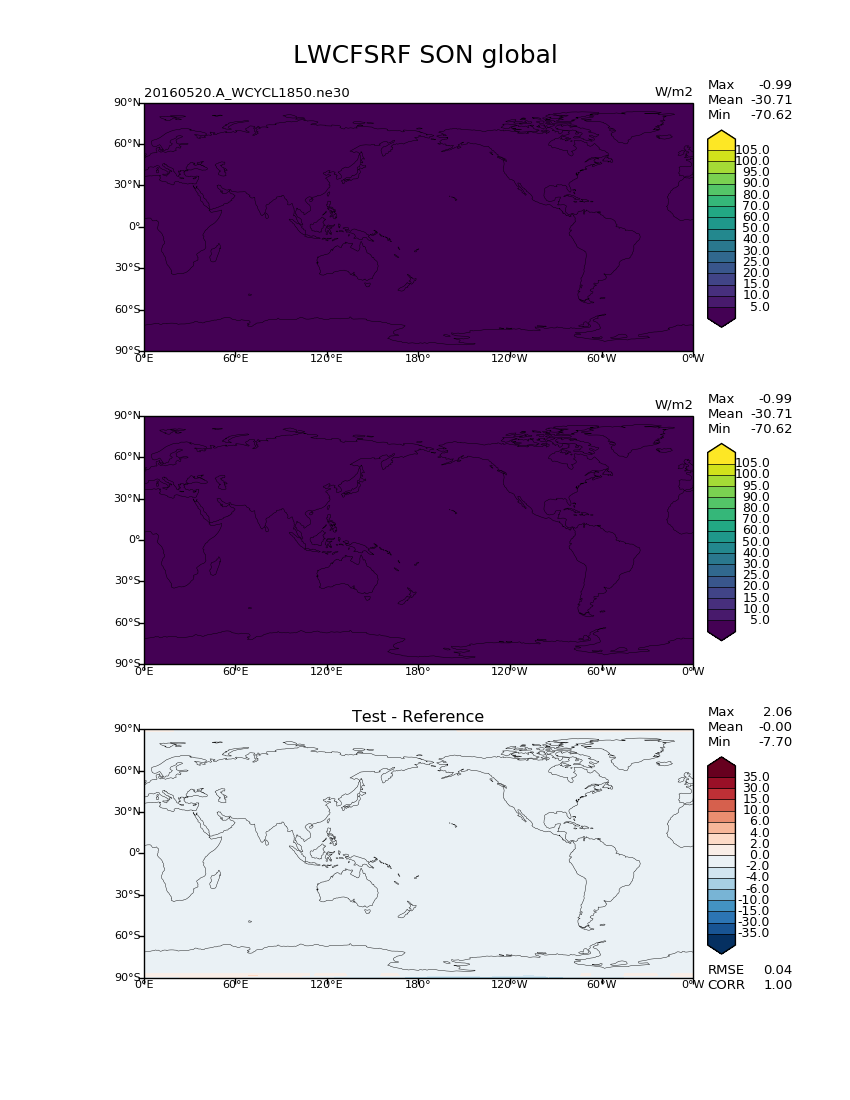 LWCFSRF SON global
20160520.A_WCYCL1850.ne30
W/m2
Max -0.99
Mean -30.71
Min -70.62
90°N
60°N
30°N
0°
30°S
60°S
90°S
0°E 60°E 120°E 180° 120°W 60°W 0°W
105.0
100.0
95.0
90.0
80.0
70.0
60.0
50.0
40.0
30.0
25.0
20.0
15.0
10.0
5.0
W/m2
Max -0.99
Mean -30.71
Min -70.62
90°N
60°N
30°N
0°
30°S
60°S
90°S
0°E 60°E 120°E 180° 120°W 60°W 0°W
105.0
100.0
95.0
90.0
80.0
70.0
60.0
50.0
40.0
30.0
25.0
20.0
15.0
10.0
5.0
Test - Reference
Max 2.06
Mean -0.00
Min -7.70
90°N
60°N
30°N
0°
30°S
60°S
90°S
0°E 60°E 120°E 180° 120°W 60°W 0°W
35.0
30.0
15.0
10.0
6.0
4.0
2.0
0.0
-2.0
-4.0
-6.0
-10.0
-15.0
-30.0
-35.0
RMSE 0.04
CORR 1.00